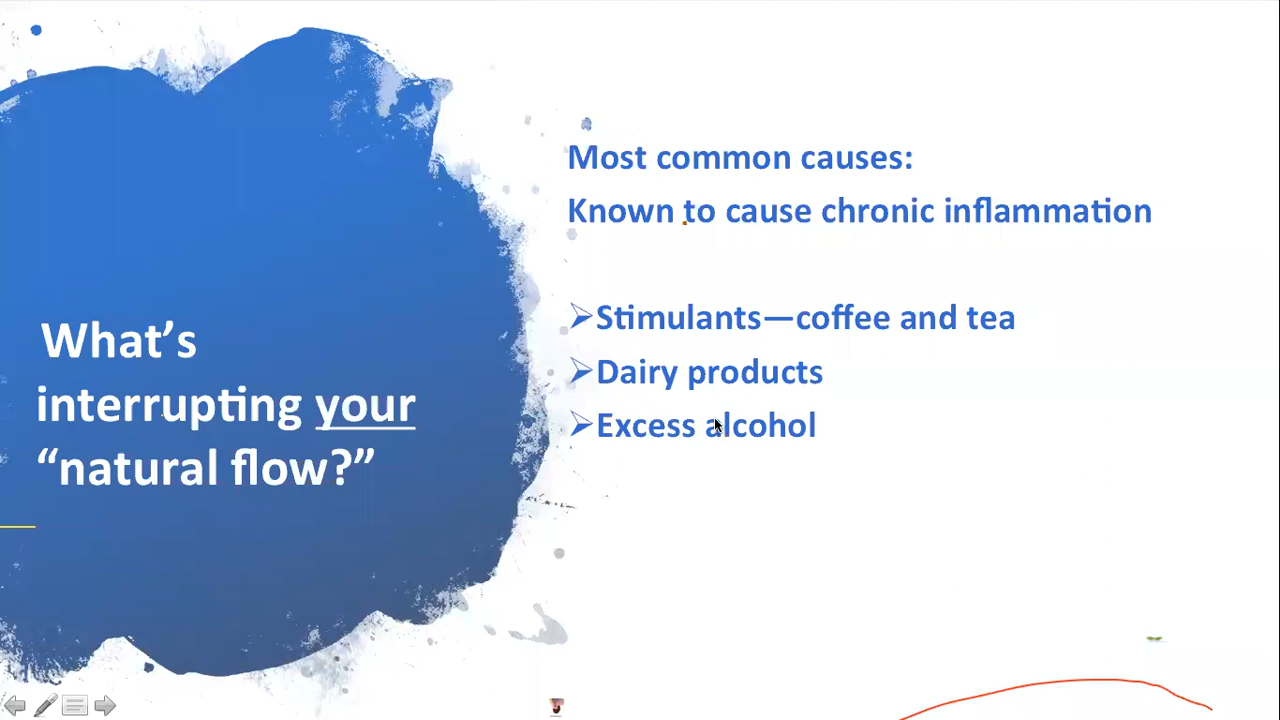 What’s
interrupting your
“natural flow?”
Most common causes:
Known to cause chronic inflammation
Stimulants—coffee and tea
Dairy products
Excess alcohol